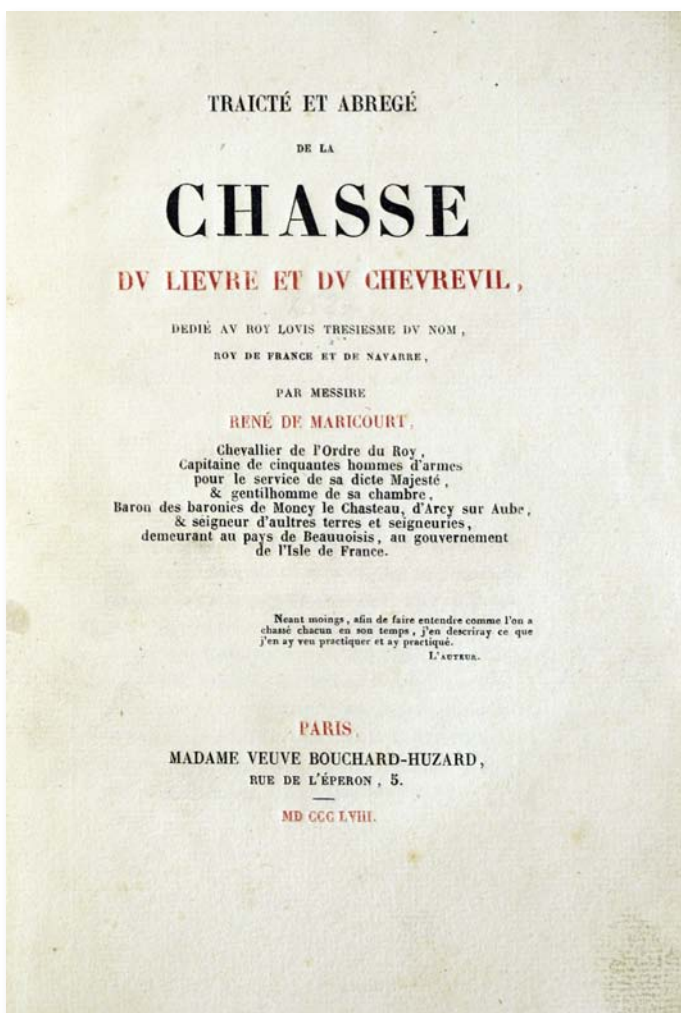 TRAICTÉ ET ABREGÉ
DE LA
CHASSE
DV LIEVRE ET DV CHEVREVIL,
DEDIÉ AV ROY LOVIS TRESIESME DV NOM,
ROY DE FRANCE ET DE NAVARRE,
PAR MESSIRE
RENÉ DE MARICOURT,
Chevallier de l'Ordre du Roy,
Capitaine de cinquantes hommes d'armes
pour le service de sa dicte Majesté,
& gentilhomme de sa chambre,
Baron des baronies de Moncy le Chasteau, d'Arcy sur Aube,
& seigneur d'aultres terres et seigneuries,
demeurant au pays de Beauuoisis, au gouvernement
de l'Isle de France.
Neant moings, afin de faire entendre comme l'on a
chassé chacun en son temps, j'en descriray ce que
j'en ay veu practiquer et ay practiqué.
L'AUTEUR.
PARIS,
MADAME VEUVE BOUCHARD-HUZARD,
RUE DE L'ÉPERON, 5.
MD CCC LVIII.